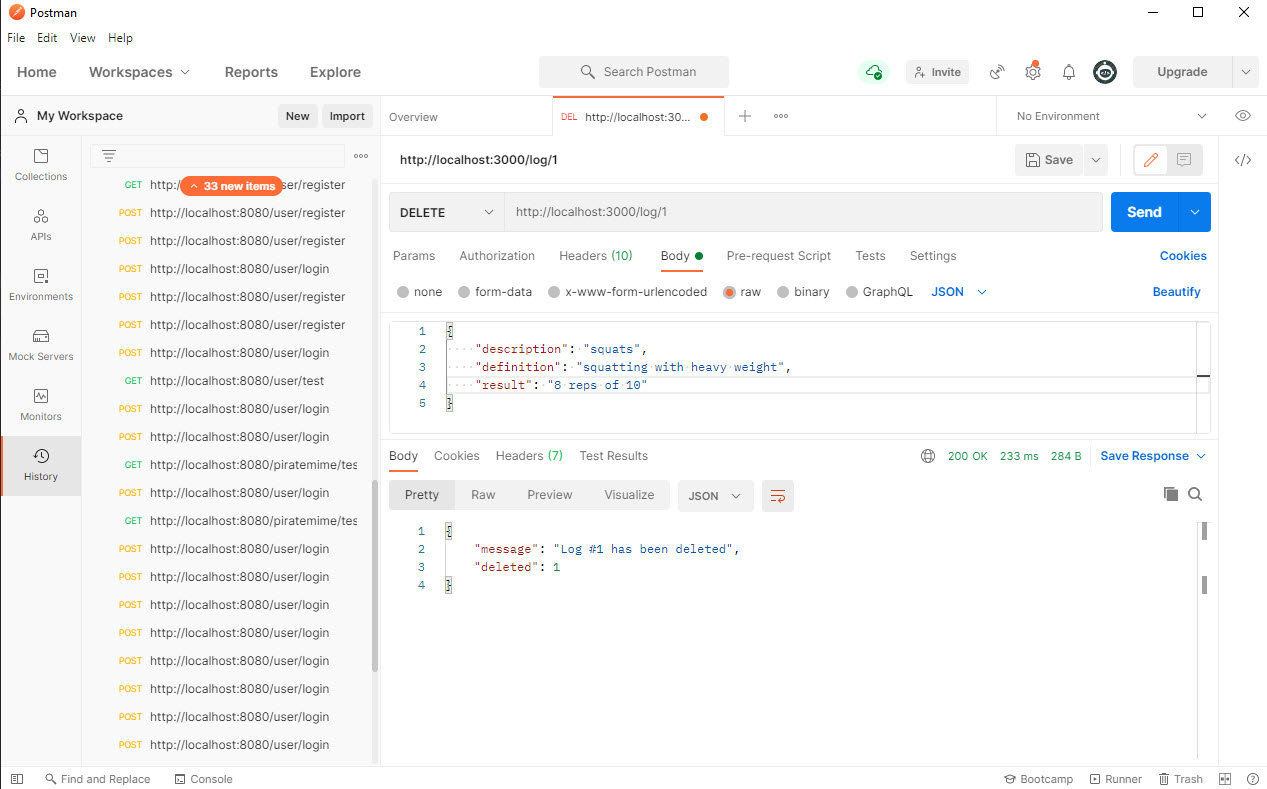 Postman
File Edit View Help
Home Workspaces Reports Explore Search Postman Invite Upgrade
My Workspace New Import
Overview DEL http://localhost:30... No Environment
Collections
APIs
Environments
Mock Servers
Monitors
History
33 new items
GET http:/ser/register
POST http://localhost:8080/user/register
POST http://localhost:8080/user/register
POST http://localhost:8080/user/login
POST http://localhost:8080/user/register
POST http://localhost:8080/user/register
POST http://localhost:8080/user/login
GET http://localhost:8080/user/test
POST http://localhost:8080/user/login
POST http://localhost:8080/user/login
GET http://localhost:8080/piratemime/tes
POST http://localhost:8080/user/login
GET http://localhost:8080/piratemime/tes
POST http://localhost:8080/user/login
POST http://localhost:8080/user/login
POST http://localhost:8080/user/login
POST http://localhost:8080/user/login
POST http://localhost:8080/user/login
POST http://localhost:8080/user/login
POST http://localhost:8080/user/login
POST http://localhost:8080/user/login
http://localhost:3000/log/1 Save
DELETE http://localhost:3000/log/1 Send
Params Authorization Headers (10) Body Pre-request Script Tests Settings Cookies
none form-data x-www-form-urlencoded raw binary GraphQL JSON Beautify
1 {
2 "description": "squats",
3 "definition": "squatting with heavy weight",
4 "result": "8 reps of 10"
5 }
Body Cookies Headers (7) Test Results 200 OK 233 ms 284 B Save Response
Pretty Raw Preview Visualize JSON
1 {
2 "message": "Log #1 has been deleted",
3 "deleted": 1
4 }
Find and Replace Console Bootcamp Runner Trash